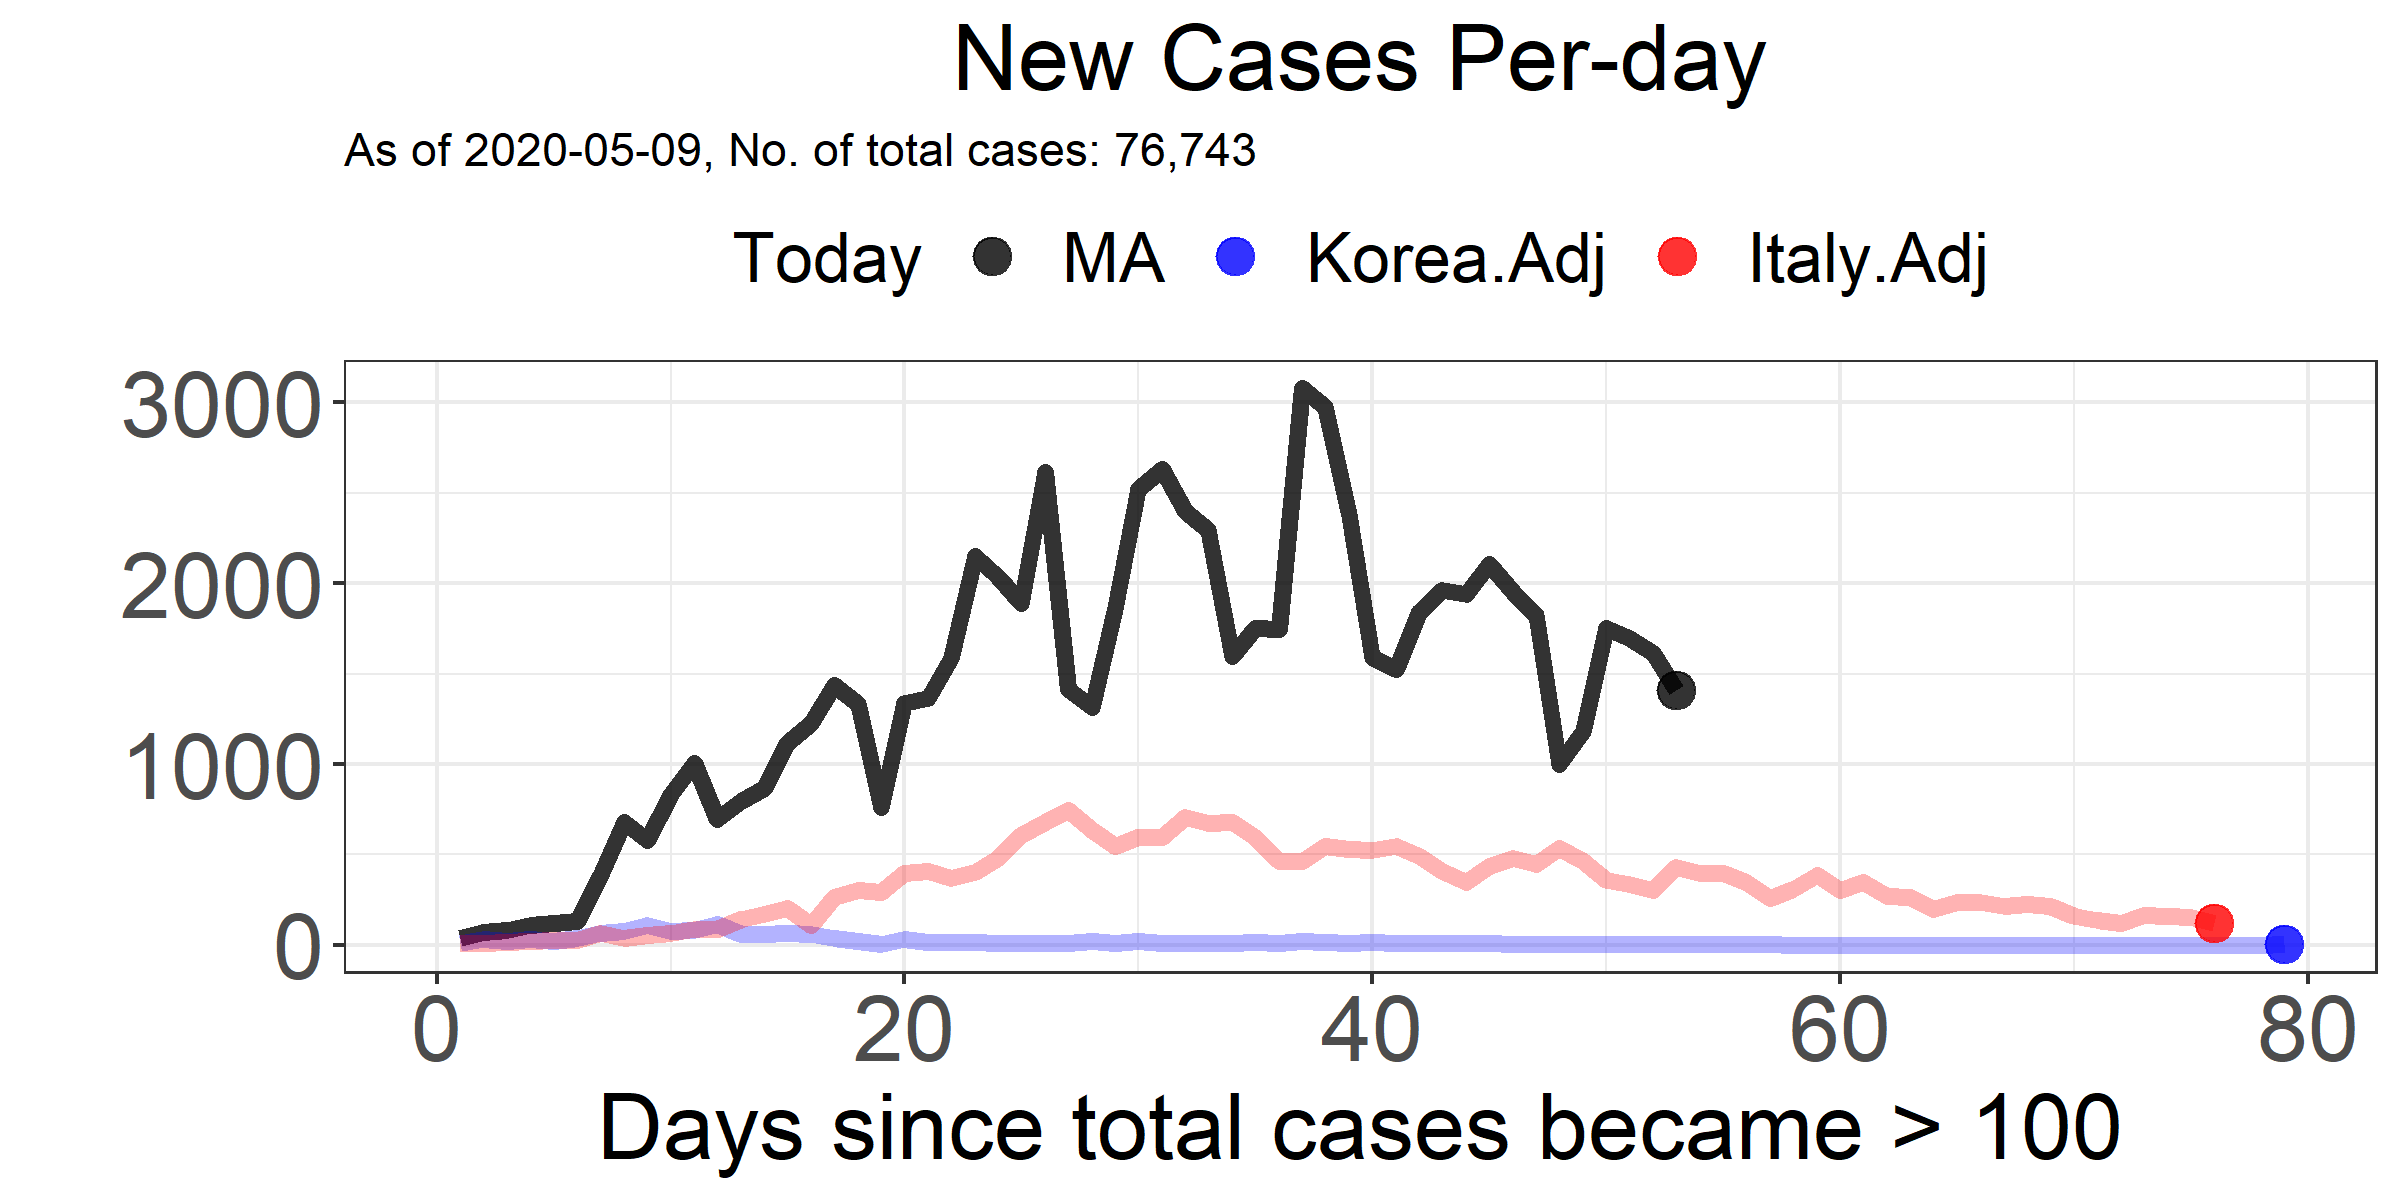 New Cases Per-day
As of 2020-05-09, No. of total cases: 76,743
Today MA Korea.Adj Italy.Adj
3000
2000
1000
0
0 20 40 60 80
Days since total cases became > 100